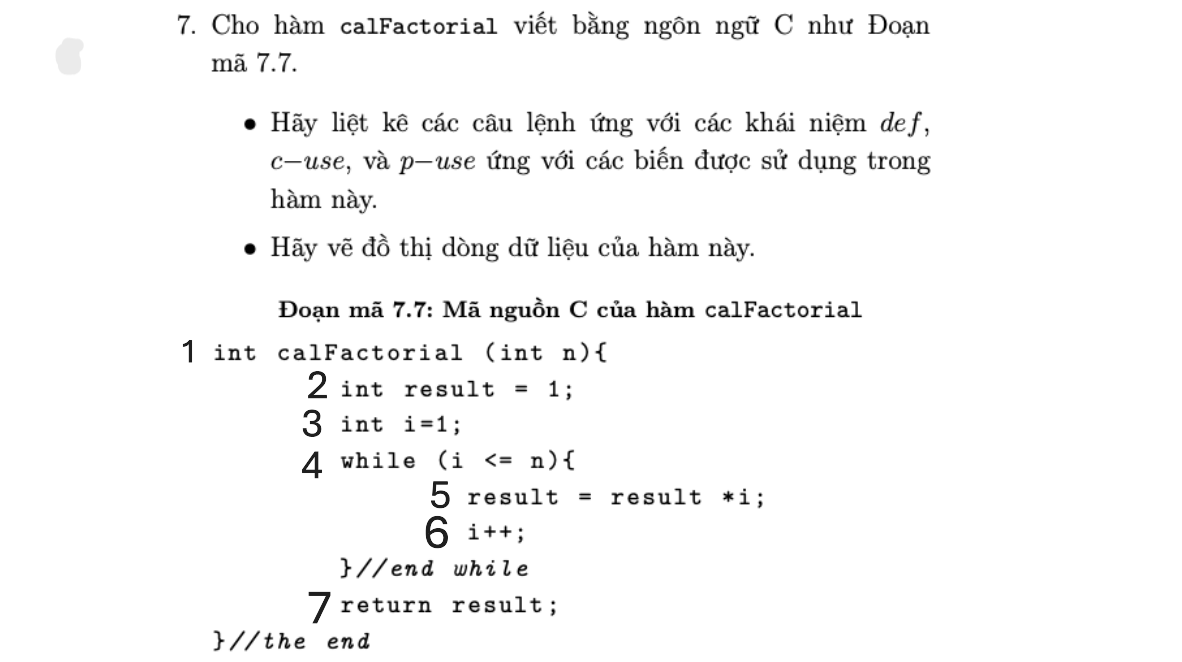 7. Cho hàm calFactorial viết bằng ngôn ngữ C như Đoạn
mã 7.7.
• Hãy liệt kê các câu lệnh ứng với các khái niệm def,
c−use, và p−use ứng với các biến được sử dụng trong
hàm này.
• Hãy vẽ đồ thị dòng dữ liệu của hàm này.
Đoạn mã 7.7: Mã nguồn C của hàm calFactorial
1 int calFactorial (int n){
2 int result = 1;
3 int i=1;
4 while (i <= n){
5 result = result *i;
6 i++;
}//end while
7 return result;
}//the end